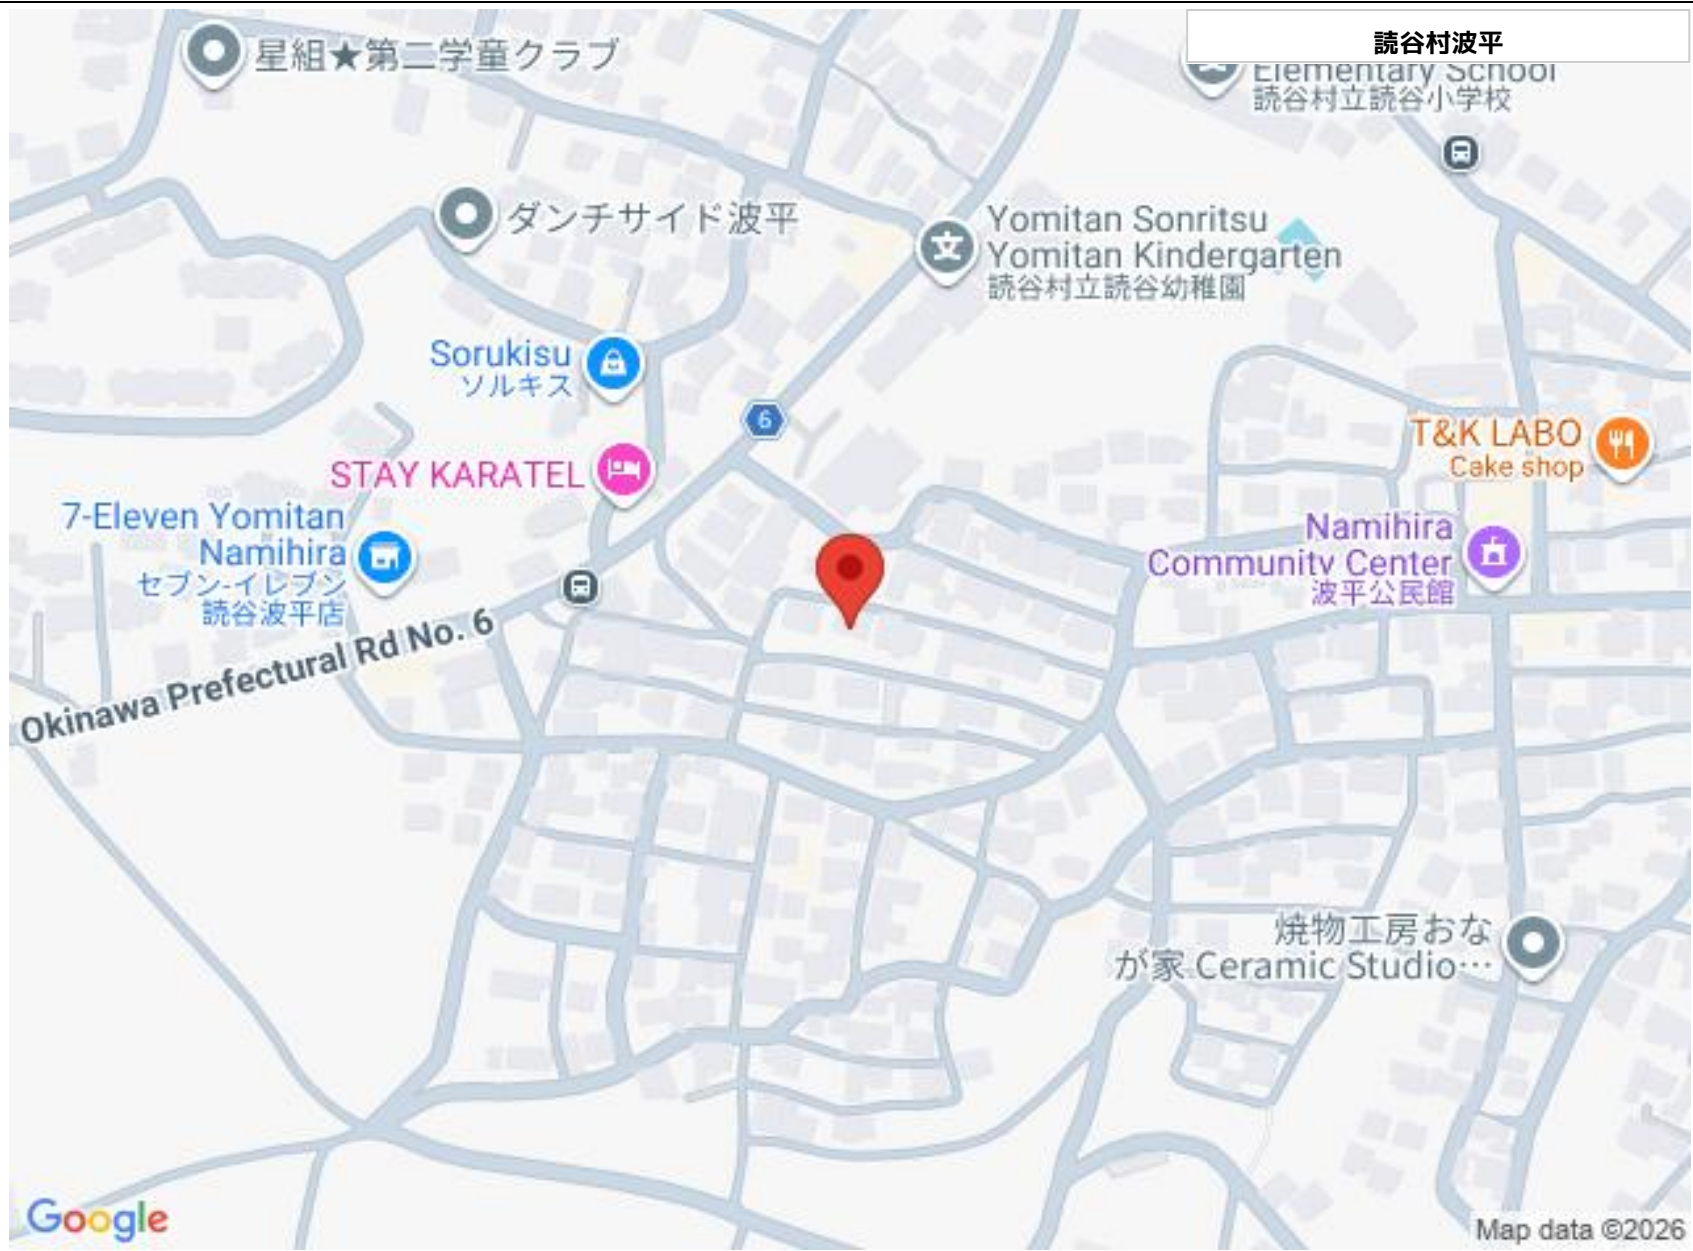 読谷村波平
星組★第二学童クラブ
Elementary School
読谷村立読谷小学校
ダンチサイド波平
Yomitan Sonritsu
Yomitan Kindergarten
読谷村立読谷幼稚園
Sorukisu
ソルキス
6
STAY KARATEL
T&K LABO
Cake shop
7-Eleven Yomitan
Namihira
セブン-イレブン
読谷波平店
Namihira
Community Center
波平公民館
Okinawa Prefectural Rd No. 6
焼物工房おな
が家 Ceramic Studio…
Google
Map data ©2026